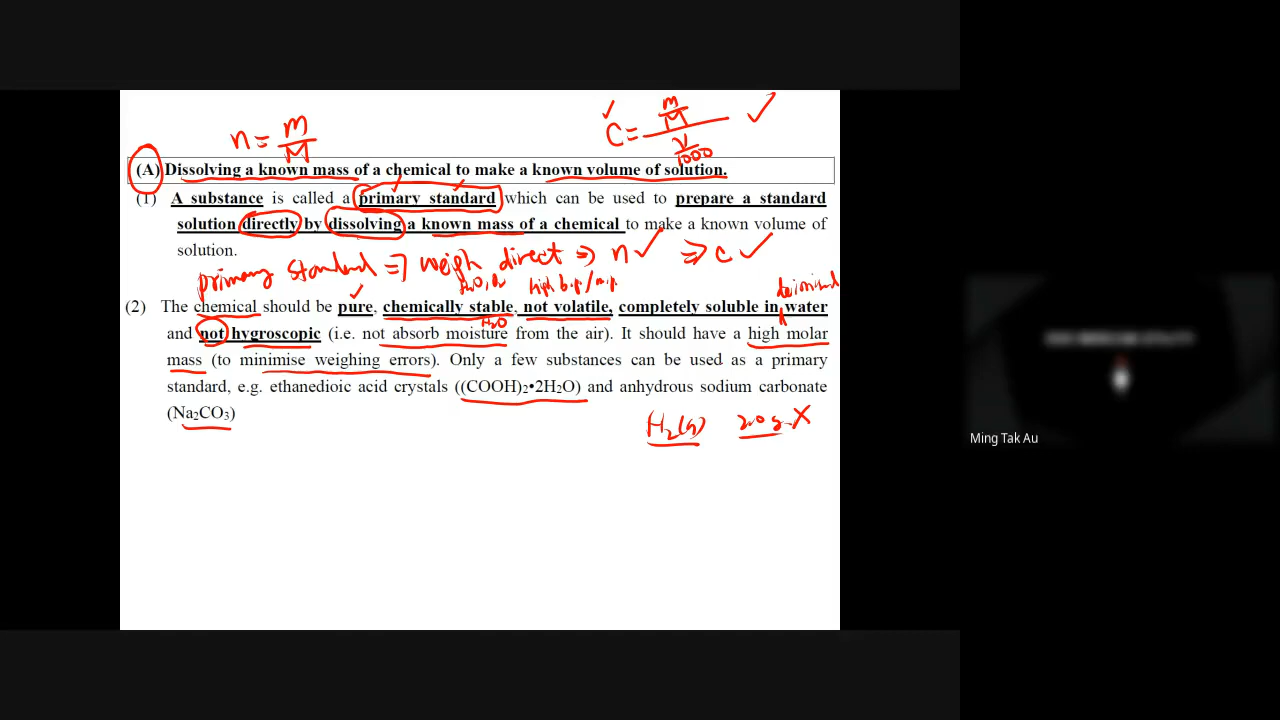 n = m/M
C = (m/M)/(V/1000) ✓
(A) Dissolving a known mass of a chemical to make a known volume of solution.
(1) A substance is called a primary standard which can be used to prepare a standard
solution directly by dissolving a known mass of a chemical to make a known volume of
solution.
primary standard ⇒ weigh direct ⇒ n ✓ ⇒ c ✓
high b.p./m.p.
(2) The chemical should be pure, chemically stable, not volatile, completely soluble in water
H₂O
and not hygroscopic (i.e. not absorb moisture from the air). It should have a high molar
mass (to minimise weighing errors). Only a few substances can be used as a primary
standard, e.g. ethanedioic acid crystals ((COOH)₂•2H₂O) and anhydrous sodium carbonate
(Na₂CO₃)
H₂(g) 2.0 g X
Ming Tak Au